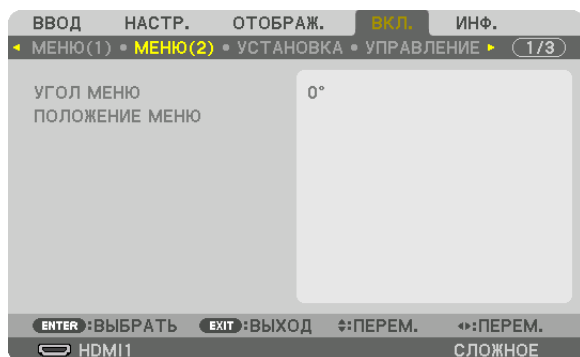 ВВОД НАСТР. ОТОБРАЖ. ВКЛ. ИНФ.
МЕНЮ(1) • МЕНЮ(2) • УСТАНОВКА • УПРАВЛЕНИЕ 1/3
УГОЛ МЕНЮ 0°
ПОЛОЖЕНИЕ МЕНЮ
ENTER :ВЫБРАТЬ EXIT :ВЫХОД :ПЕРЕМ. :ПЕРЕМ.
HDMI1 СЛОЖНОЕ